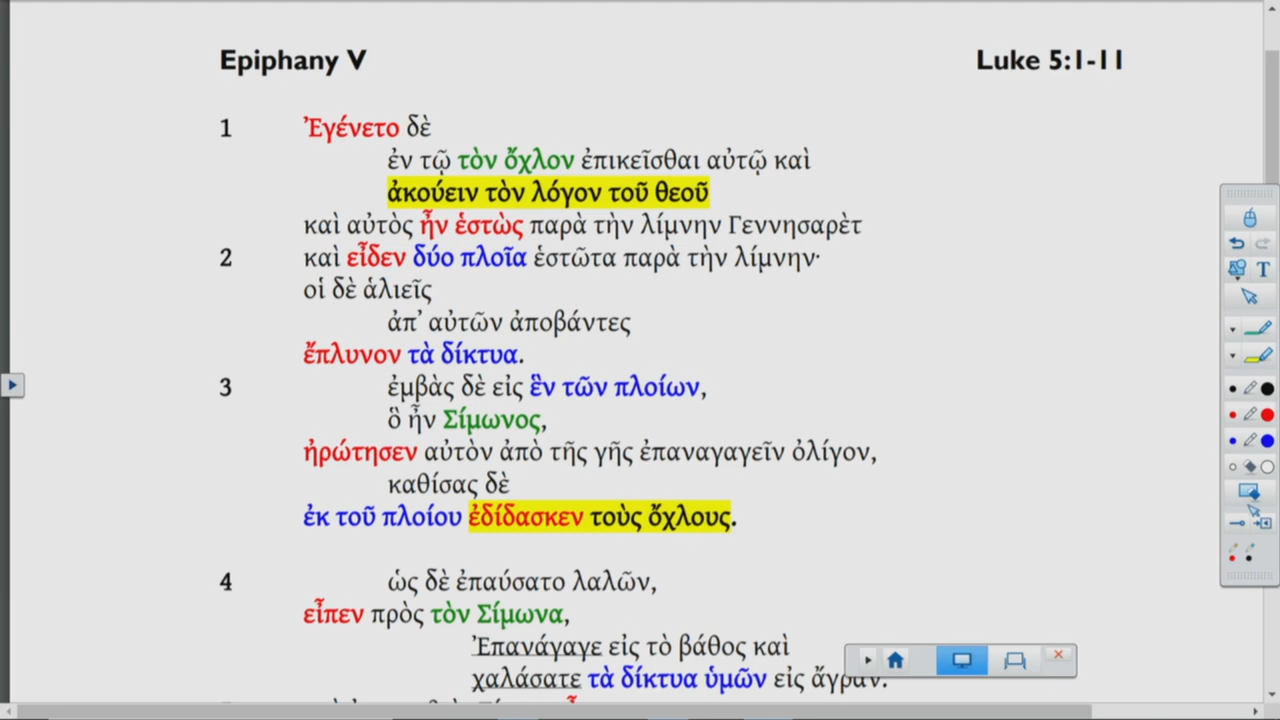 Epiphany V Luke 5:1-11
1 Ἐγένετο δὲ
ἐν τῷ τὸν ὄχλον ἐπικεῖσθαι αὐτῷ καὶ
ἀκούειν τὸν λόγον τοῦ θεοῦ
καὶ αὐτὸς ἦν ἑστὼς παρὰ τὴν λίμνην Γεννησαρὲτ
2 καὶ εἶδεν δύο πλοῖα ἑστῶτα παρὰ τὴν λίμνην·
οἱ δὲ ἁλιεῖς
ἀπ’ αὐτῶν ἀποβάντες
ἔπλυνον τὰ δίκτυα.
3 ἐμβὰς δὲ εἰς ἓν τῶν πλοίων,
ὃ ἦν Σίμωνος,
ἠρώτησεν αὐτὸν ἀπὸ τῆς γῆς ἐπαναγαγεῖν ὀλίγον,
καθίσας δὲ
ἐκ τοῦ πλοίου ἐδίδασκεν τοὺς ὄχλους.
4 ὡς δὲ ἐπαύσατο λαλῶν,
εἶπεν πρὸς τὸν Σίμωνα,
Ἐπανάγαγε εἰς τὸ βάθος καὶ
χαλάσατε τὰ δίκτυα ὑμῶν εἰς ἄγραν.